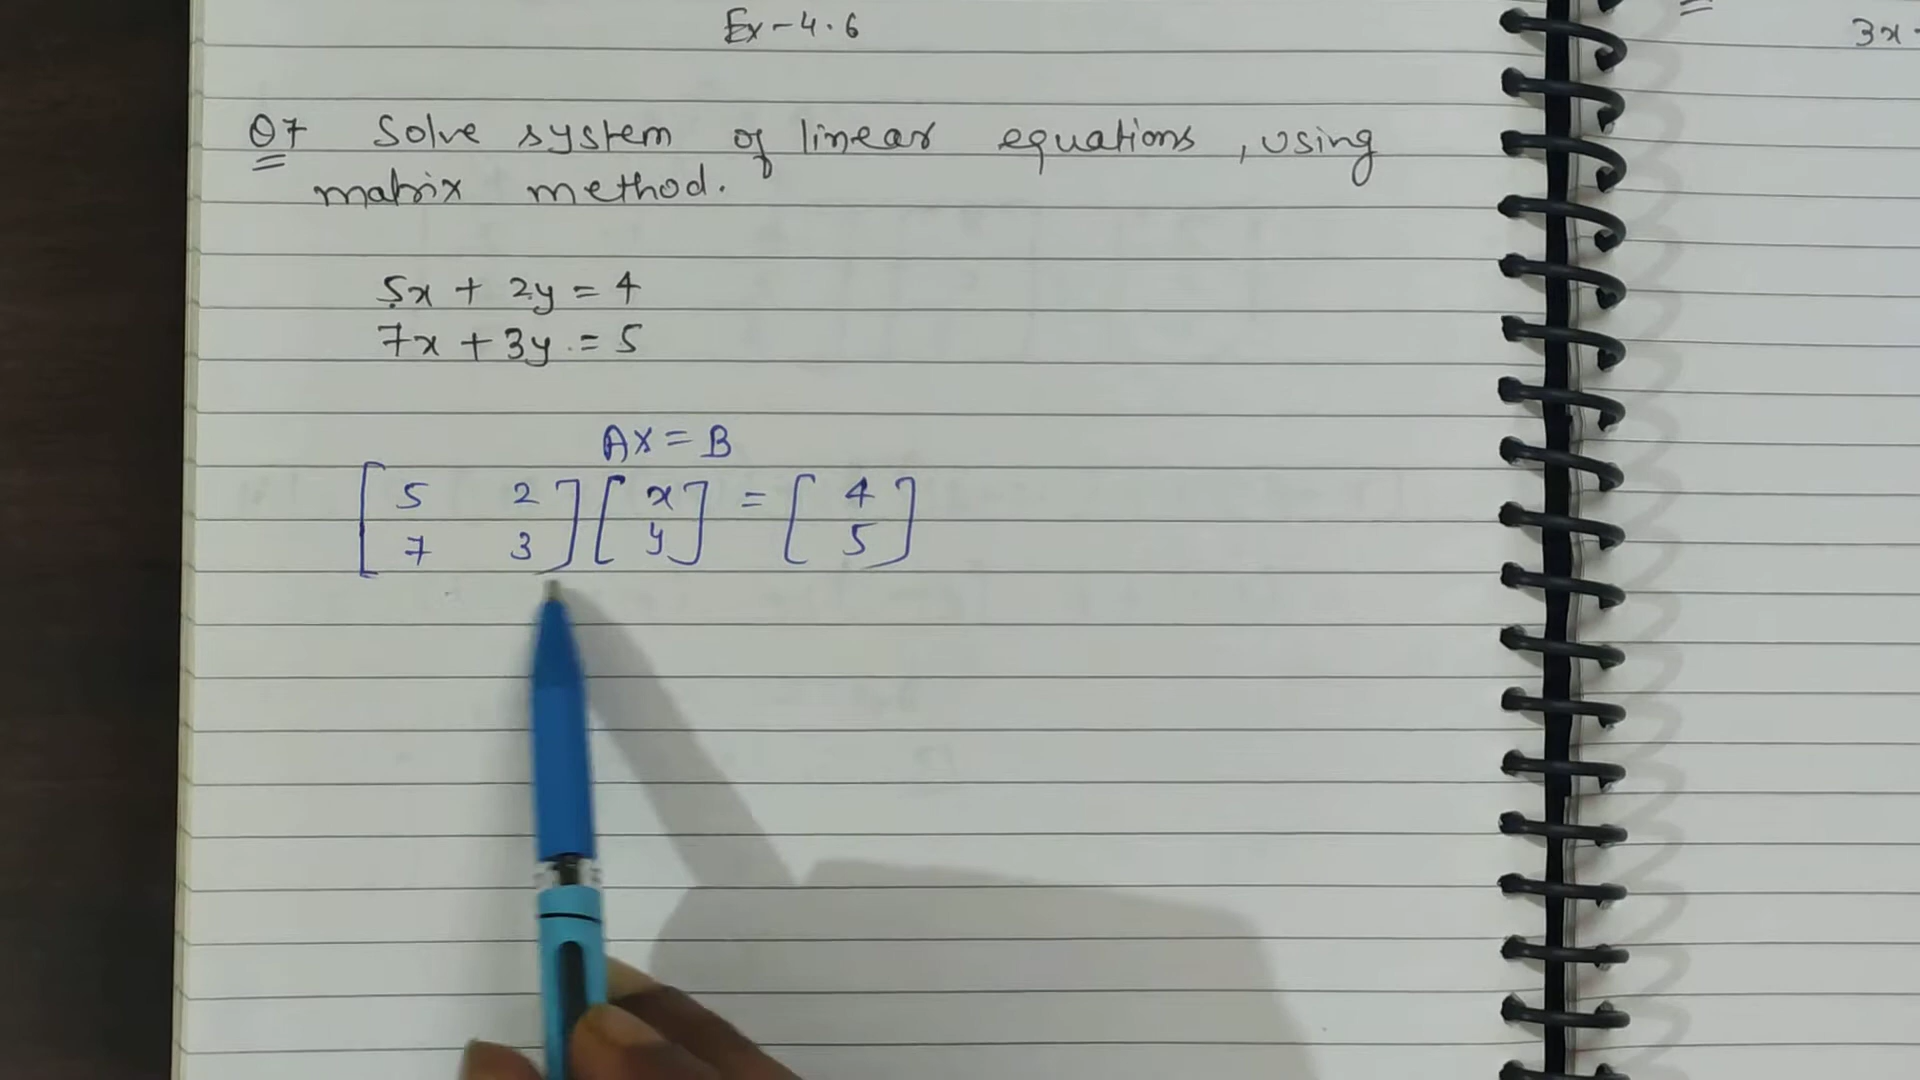 Ex-4.6
Q7 Solve system of linear equations, using
matrix method.
5x + 2y = 4
7x + 3y = 5
AX = B
[5 2] [x] = [4]
[7 3] [y] [5]
3x